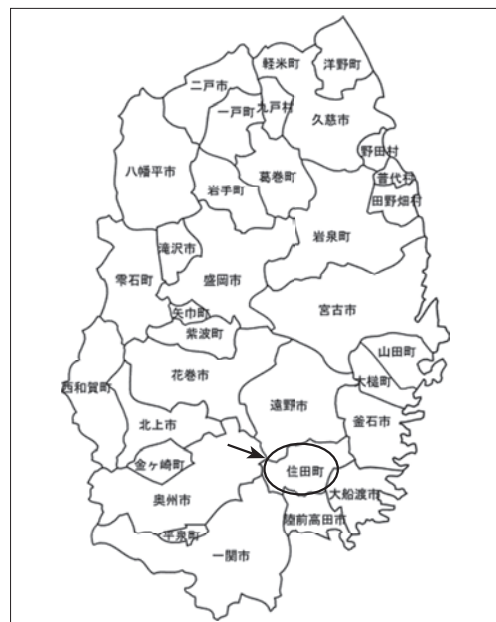 軽米町
洋野町
二戸市
一戸町
九戸村
久慈市
野田村
八幡平市
岩手町
葛巻町
普代村
田野畑村
岩泉町
滝沢市
雫石町
盛岡市
宮古市
矢巾町
紫波町
山田町
花巻市
大槌町
西和賀町
遠野市
釜石市
北上市
金ヶ崎町
住田町
奥州市
大船渡市
陸前高田市
平泉町
一関市